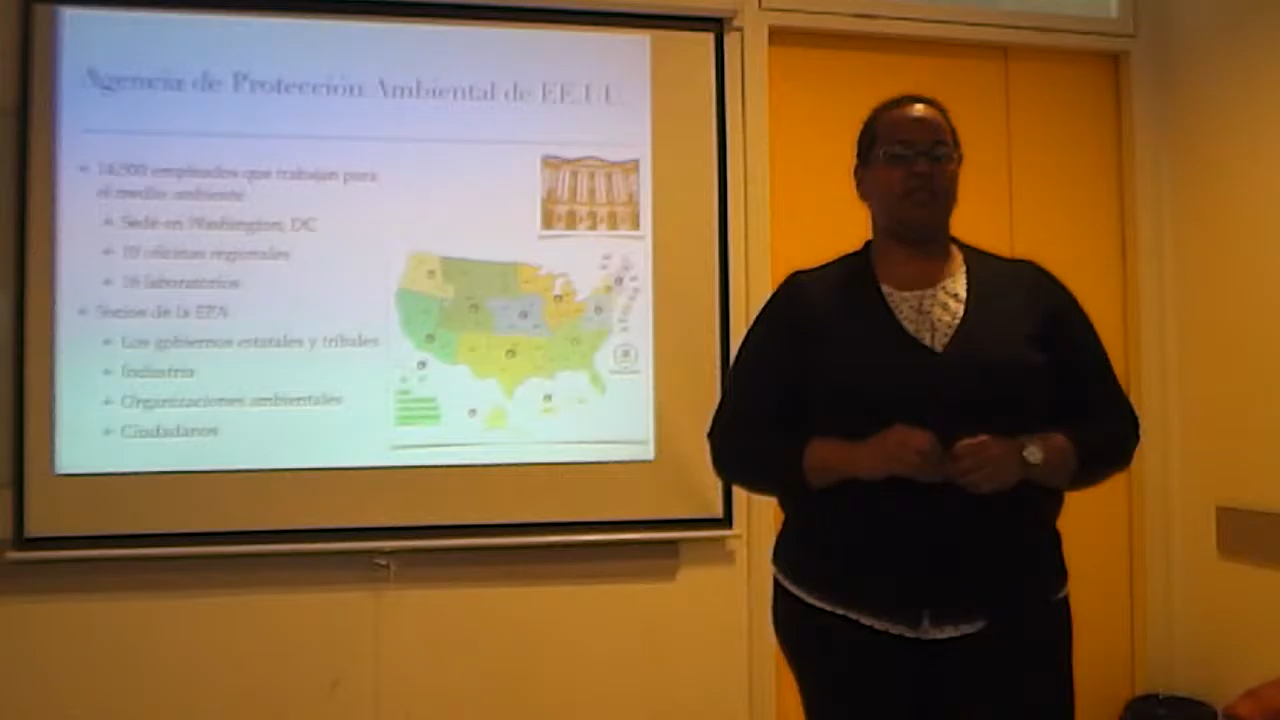 Agencia de Protección Ambiental de EE.UU.
empleados que trabajan para
el medio ambiente
Sede en Washington, DC
10 oficinas regionales
laboratorios
Socios de la EPA
Los gobiernos estatales y tribales
Industria
Organizaciones ambientales
Ciudadanos